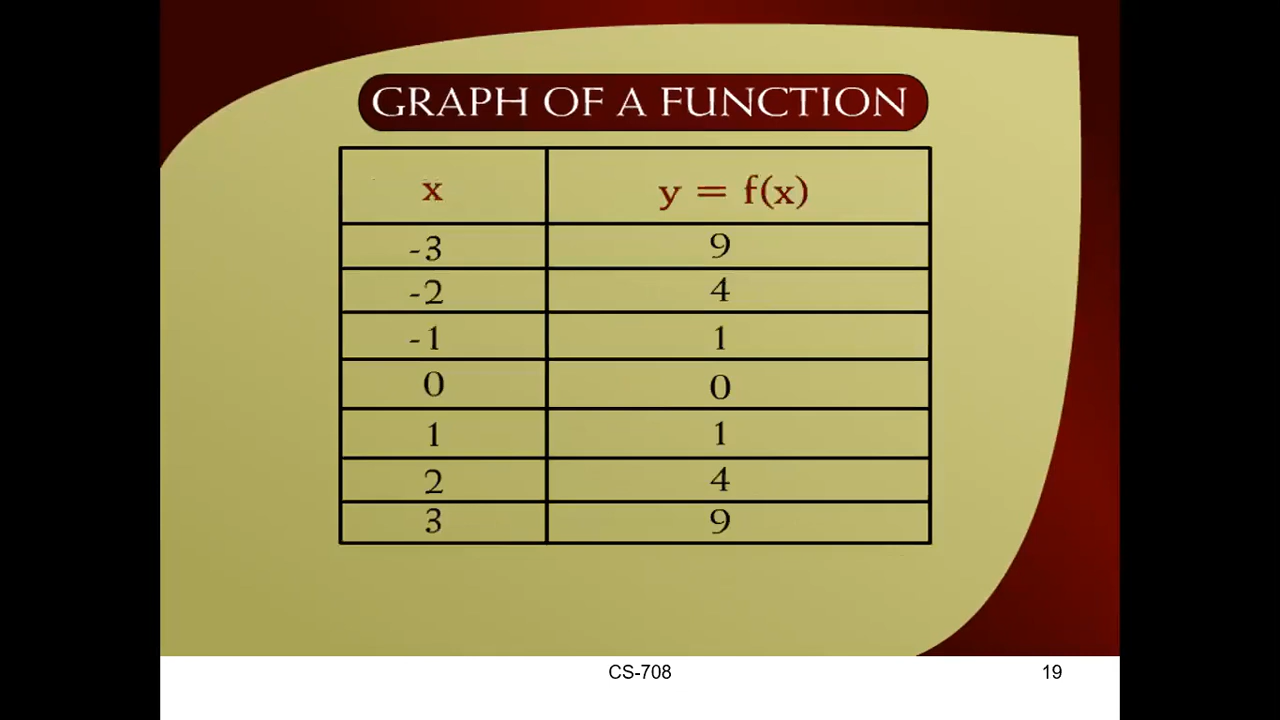 GRAPH OF A FUNCTION
x y = f(x)
-3 9
-2 4
-1 1
0 0
1 1
2 4
3 9
CS-708 19